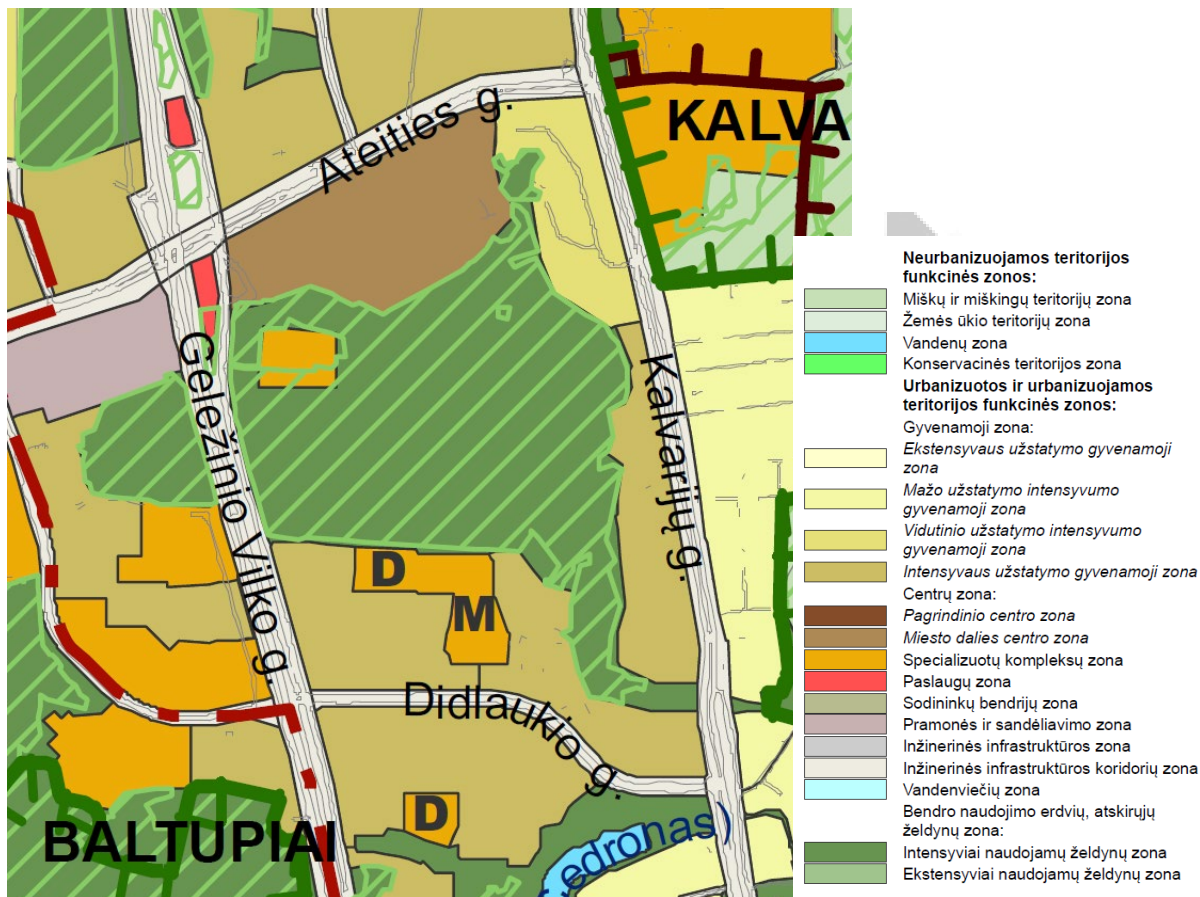 Ateities g.
KALVA
Geležinio Vilko g.
Kalvarijų g.
D
M
Didlaukio g.
D
BALTUPIAI
Cedronas)
Neurbanizuojamos teritorijos
funkcinės zonos:
Miškų ir miškingų teritorijų zona
Žemės ūkio teritorijų zona
Vandenų zona
Konservacinės teritorijos zona
Urbanizuotos ir urbanizuojamos
teritorijos funkcinės zonos:
Gyvenamoji zona:
Ekstensyvaus užstatymo gyvenamoji
zona
Mažo užstatymo intensyvumo
gyvenamoji zona
Vidutinio užstatymo intensyvumo
gyvenamoji zona
Intensyvaus užstatymo gyvenamoji zona
Centrų zona:
Pagrindinio centro zona
Miesto dalies centro zona
Specializuotų kompleksų zona
Paslaugų zona
Sodininkų bendrijų zona
Pramonės ir sandėliavimo zona
Inžinerinės infrastruktūros zona
Inžinerinės infrastruktūros koridorių zona
Vandenviečių zona
Bendro naudojimo erdvių, atskirųjų
želdynų zona:
Intensyviai naudojamų želdynų zona
Ekstensyviai naudojamų želdynų zona